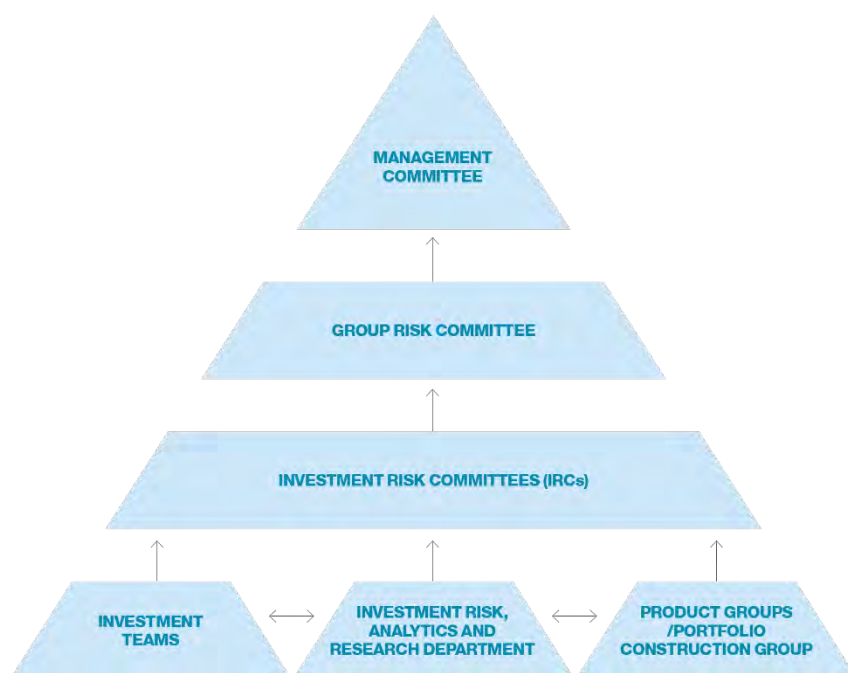 MANAGEMENT
COMMITTEE
GROUP RISK COMMITTEE
INVESTMENT RISK COMMITTEES (IRCs)
INVESTMENT
TEAMS
INVESTMENT RISK,
ANALYTICS AND
RESEARCH DEPARTMENT
PRODUCT GROUPS
/PORTFOLIO
CONSTRUCTION GROUP